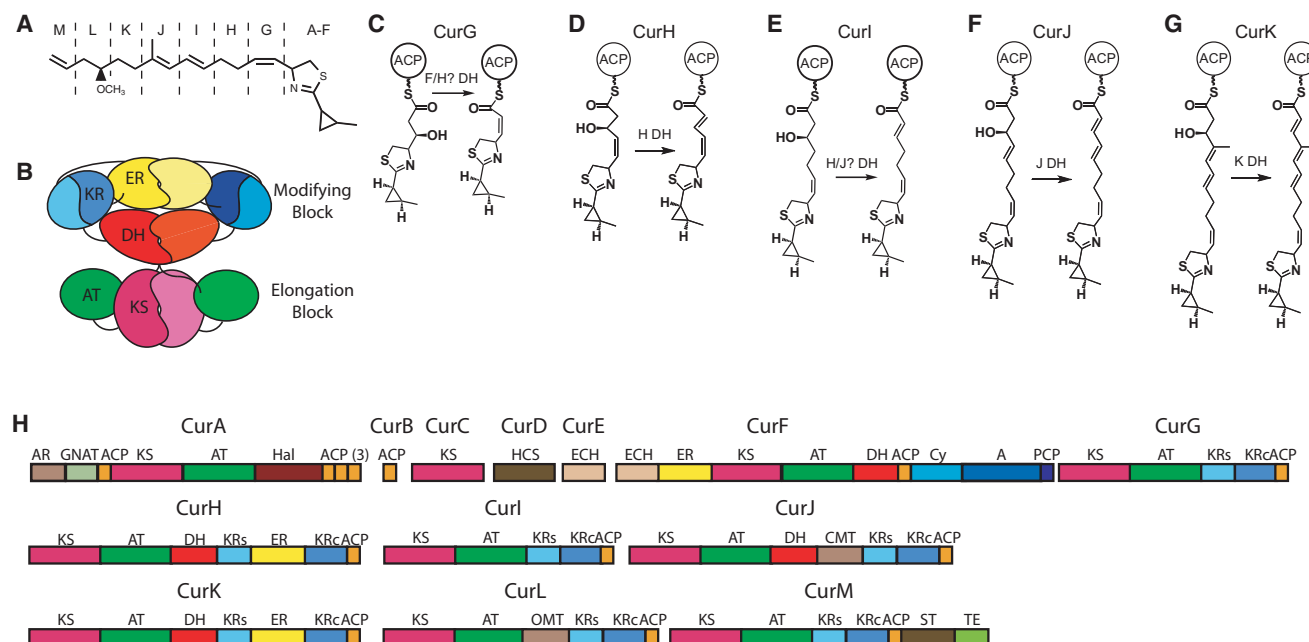 A
M L K J I H G A-F
OCH3
N
S
B
KR
ER
DH
AT
KS
Modifying Block
Elongation Block
C
CurG
ACP
F/H? DH
ACP
S
O
OH
S
O
S
N
H
H
S
N
H
H
D
CurH
ACP
ACP
S
O
HO
H DH
S
O
S
N
H
H
S
N
H
H
E
CurI
ACP
ACP
S
O
HO
H/J? DH
S
O
S
N
H
H
S
N
H
H
F
CurJ
ACP
ACP
S
O
HO
J DH
S
O
S
N
H
H
S
N
H
H
G
CurK
ACP
ACP
S
O
HO
K DH
S
O
S
N
H
H
S
N
H
H
H
CurA
AR GNAT ACP KS AT Hal ACP (3)
CurB
ACP
CurC
KS
CurD
HCS
CurE
ECH
CurF
ECH ER KS AT DH ACP Cy A PCP
CurG
KS AT KRs KRc ACP
CurH
KS AT DH KRs ER KRc ACP
CurI
KS AT KRs KRc ACP
CurJ
KS AT DH CMT KRs KRc ACP
CurK
KS AT DH KRs ER KRc ACP
CurL
KS AT OMT KRs KRc ACP
CurM
KS AT KRs KRc ACP ST TE